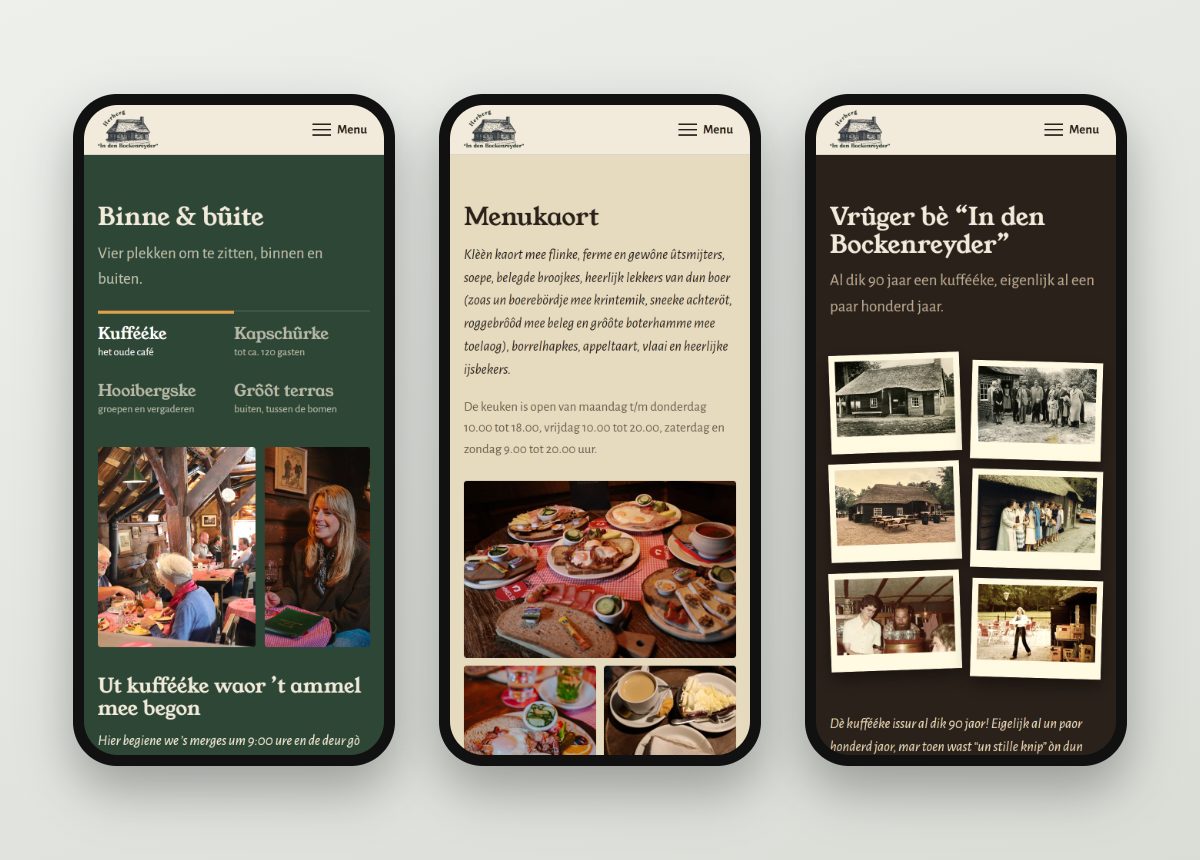 Herberg
"In den Bockenreyder"
Menu
Binne & bûite
Vier plekken om te zitten, binnen en
buiten.
Kuffééke
het oude café
Kapschûrke
tot ca. 120 gasten
Hooibergske
groepen en vergaderen
Grôôt terras
buiten, tussen de bomen
Ut kuffééke waor ’t ammel
mee begon
Hier begiene we 's merges um 9:00 ure en de deur gò
Herberg
"In den Bockenreyder"
Menu
Menukaort
Klèèn kaort mee flinke, ferme en gewône ûtsmijters,
soepe, belegde broojkes, heerlijk lekkers van dun boer
(zoas un boerebördje mee krintemik, sneeke achteröt,
roggebrôôd mee beleg en grôôte boterhamme mee
toelaog), borrelhapkes, appeltaart, vlaai en heerlijke
ijsbekers.
De keuken is open van maandag t/m donderdag
10.00 tot 18.00, vrijdag 10.00 tot 20.00, zaterdag en
zondag 9.00 tot 20.00 uur.
Herberg
"In den Bockenreyder"
Menu
Vrûger bè “In den
Bockenreyder”
Al dik 90 jaar een kuffééke, eigenlijk al een
paar honderd jaar.
Dè kuffééke issur al dik 90 jaor! Eigelijk al un paor
honderd jaor, mar toen wast "un stille knip" òn dun